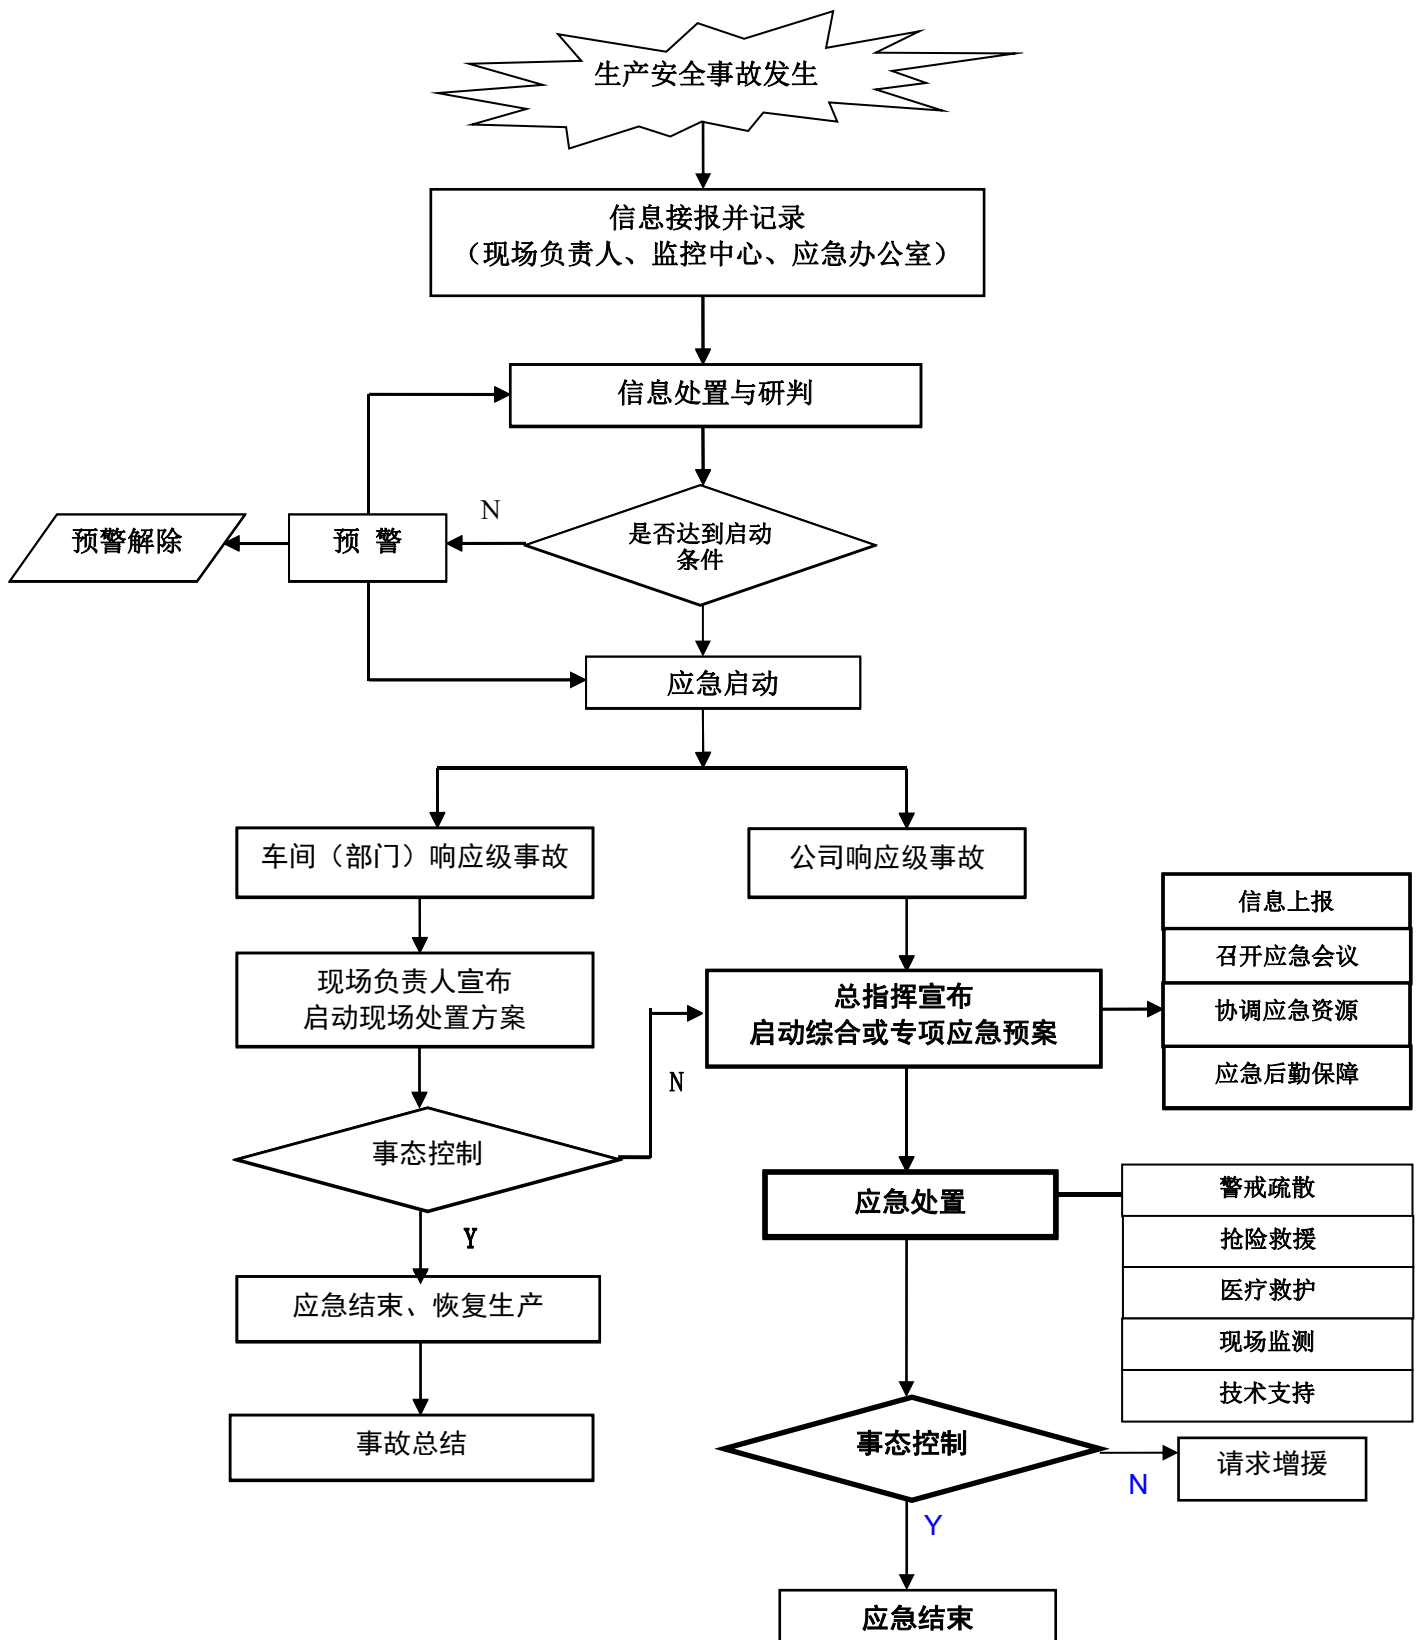 生产安全事故发生
信息接报并记录
（现场负责人、监控中心、应急办公室）
信息处置与研判
N
是否达到启动
条件
预 警
预警解除
应急启动
车间（部门）响应级事故
公司响应级事故
现场负责人宣布
启动现场处置方案
总指挥宣布
启动综合或专项应急预案
信息上报
召开应急会议
协调应急资源
应急后勤保障
N
事态控制
Y
应急处置
警戒疏散
抢险救援
医疗救护
现场监测
技术支持
应急结束、恢复生产
事故总结
事态控制
N
请求增援
Y
应急结束